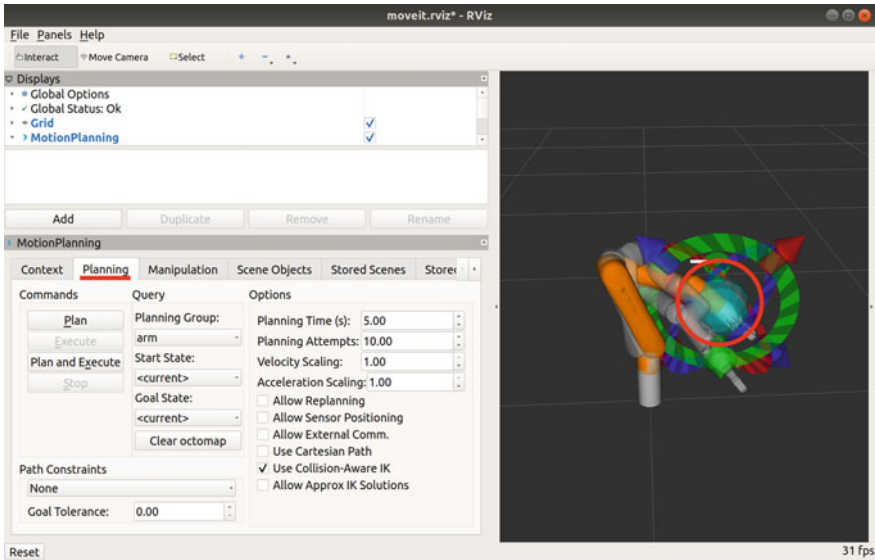 moveit.rviz* - RViz
File Panels Help
Interact Move Camera Select
Displays
Global Options
Global Status: Ok
Grid
MotionPlanning
Add Duplicate Remove Rename
MotionPlanning
Context Planning Manipulation Scene Objects Stored Scenes Store
Commands Query Options
Plan
Execute
Plan and Execute
Stop
Planning Group:
arm
Start State:
<current>
Goal State:
<current>
Clear octomap
Planning Time (s): 5.00
Planning Attempts: 10.00
Velocity Scaling: 1.00
Acceleration Scaling: 1.00
Allow Replanning
Allow Sensor Positioning
Allow External Comm.
Use Cartesian Path
Use Collision-Aware IK
Allow Approx IK Solutions
Path Constraints
None
Goal Tolerance: 0.00
Reset 31 fps